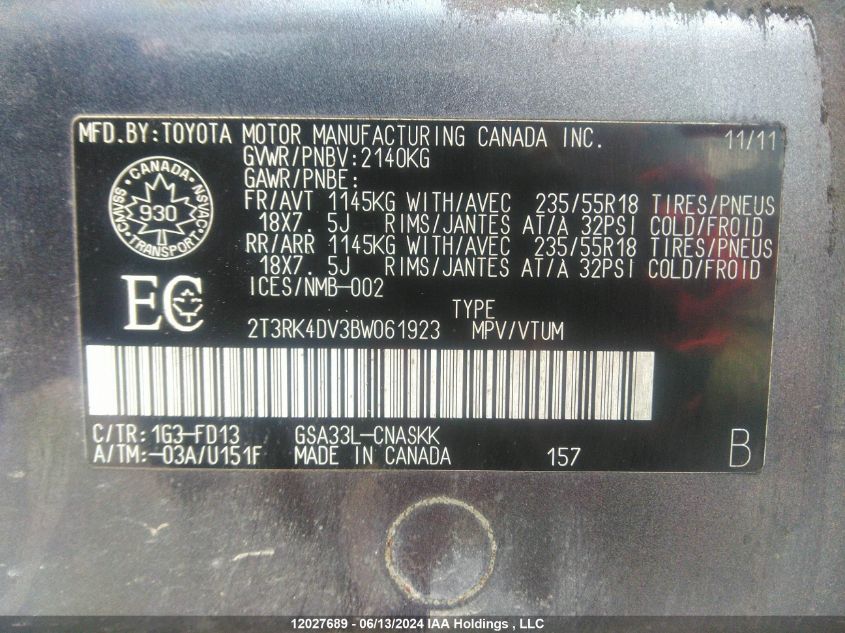 MFD.BY:TOYOTA MOTOR MANUFACTURING CANADA INC. 11/11
GVWR/PNBV:2140KG
GAWR/PNBE:
FR/AVT 1145KG WITH/AVEC 235/55R18 TIRES/PNEUS
18X7.5J RIMS/JANTES AT/A 32PSI COLD/FROID
RR/ARR 1145KG WITH/AVEC 235/55R18 TIRES/PNEUS
18X7.5J RIMS/JANTES AT/A 32PSI COLD/FROID
CANADA
CMVSS 930 NSVAC
TRANSPORT
ICES/NMB-002
EC
TYPE
2T3RK4DV3BW061923 MPV/VTUM
C/TR:1G3-FD13 GSA33L-CNASKK
A/TM:-03A/U151F MADE IN CANADA 157 B
12027689 - 06/13/2024 IAA Holdings , LLC